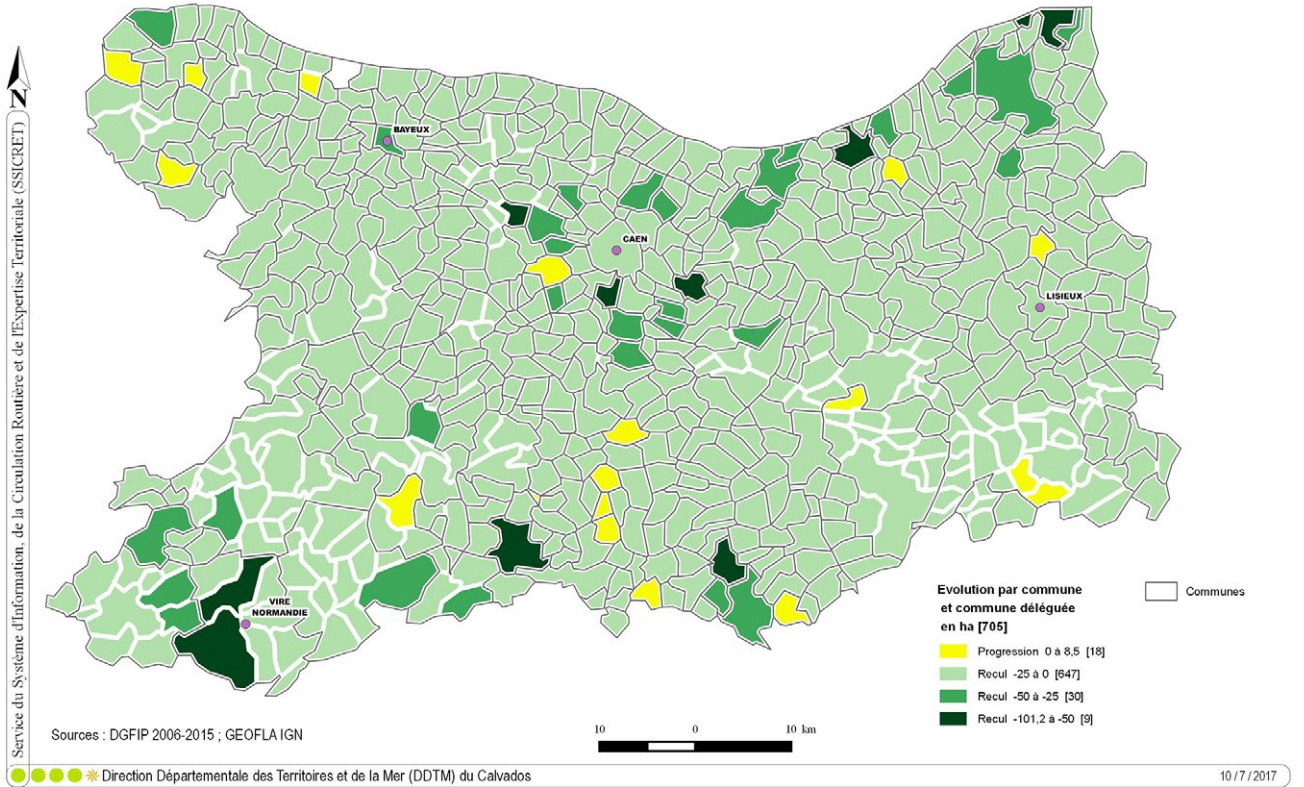 N
Service du Système d'Information, de la Circulation Routière et de l'Expertise Territoriale (SSICRET)
BAYEUX
CAEN
LISIEUX
VIRE
NORMANDIE
Evolution par commune
et commune déléguée
en ha [705]
Progression 0 à 8,5 [18]
Recul -25 à 0 [647]
Recul -50 à -25 [30]
Recul -101,2 à -50 [9]
Communes
Sources : DGFIP 2006-2015 ; GEOFLA IGN
10 0 10 km
Direction Départementale des Territoires et de la Mer (DDTM) du Calvados
10 / 7 / 2017